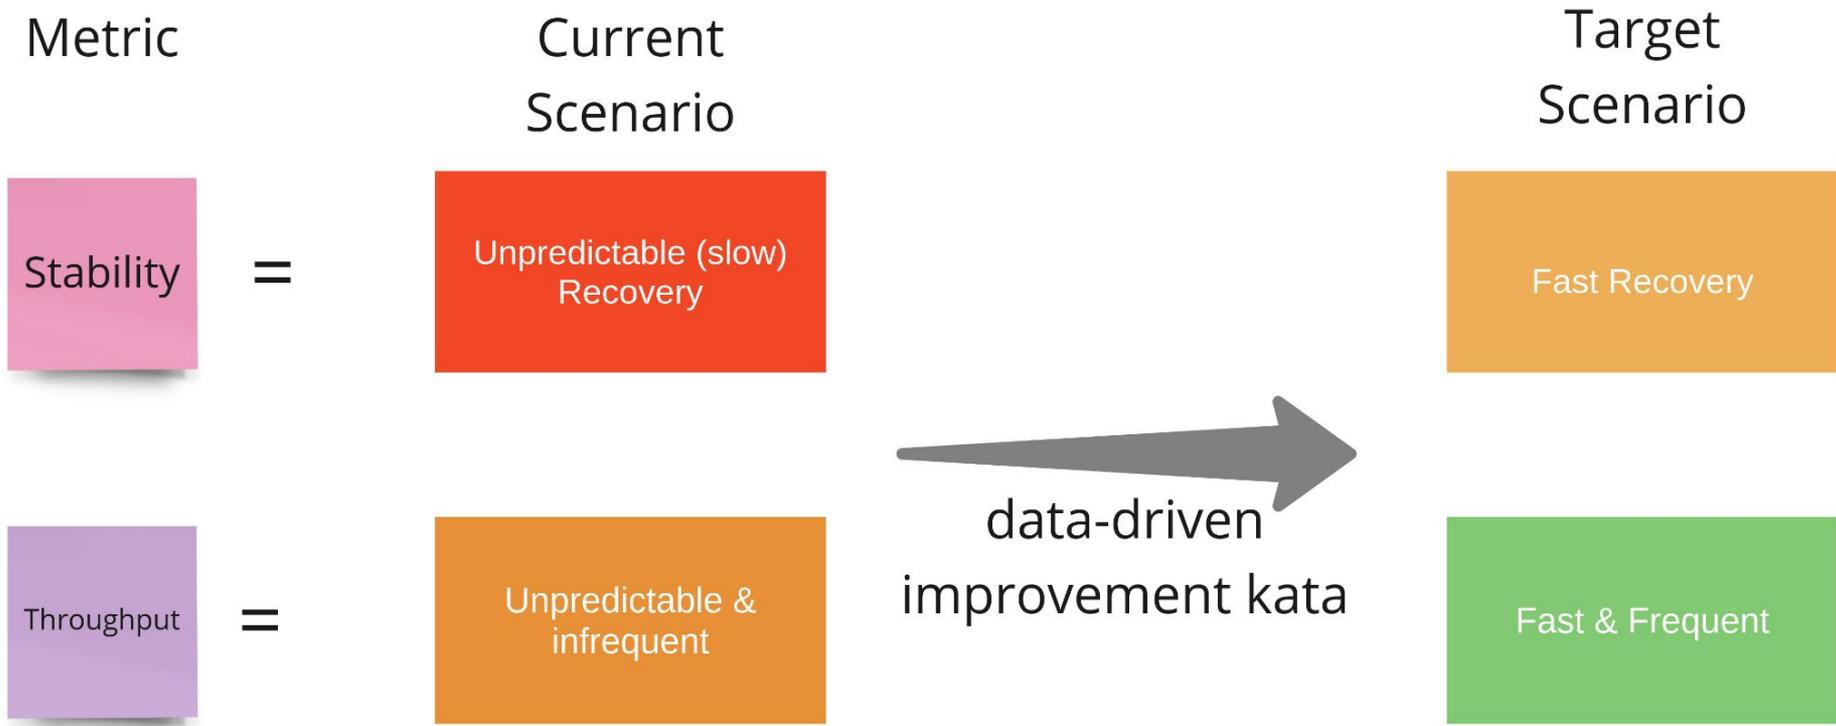 Metric
Current
Scenario
Target
Scenario
Stability
=
Unpredictable (slow)
Recovery
Fast Recovery
data-driven
improvement kata
Throughput
=
Unpredictable &
infrequent
Fast & Frequent